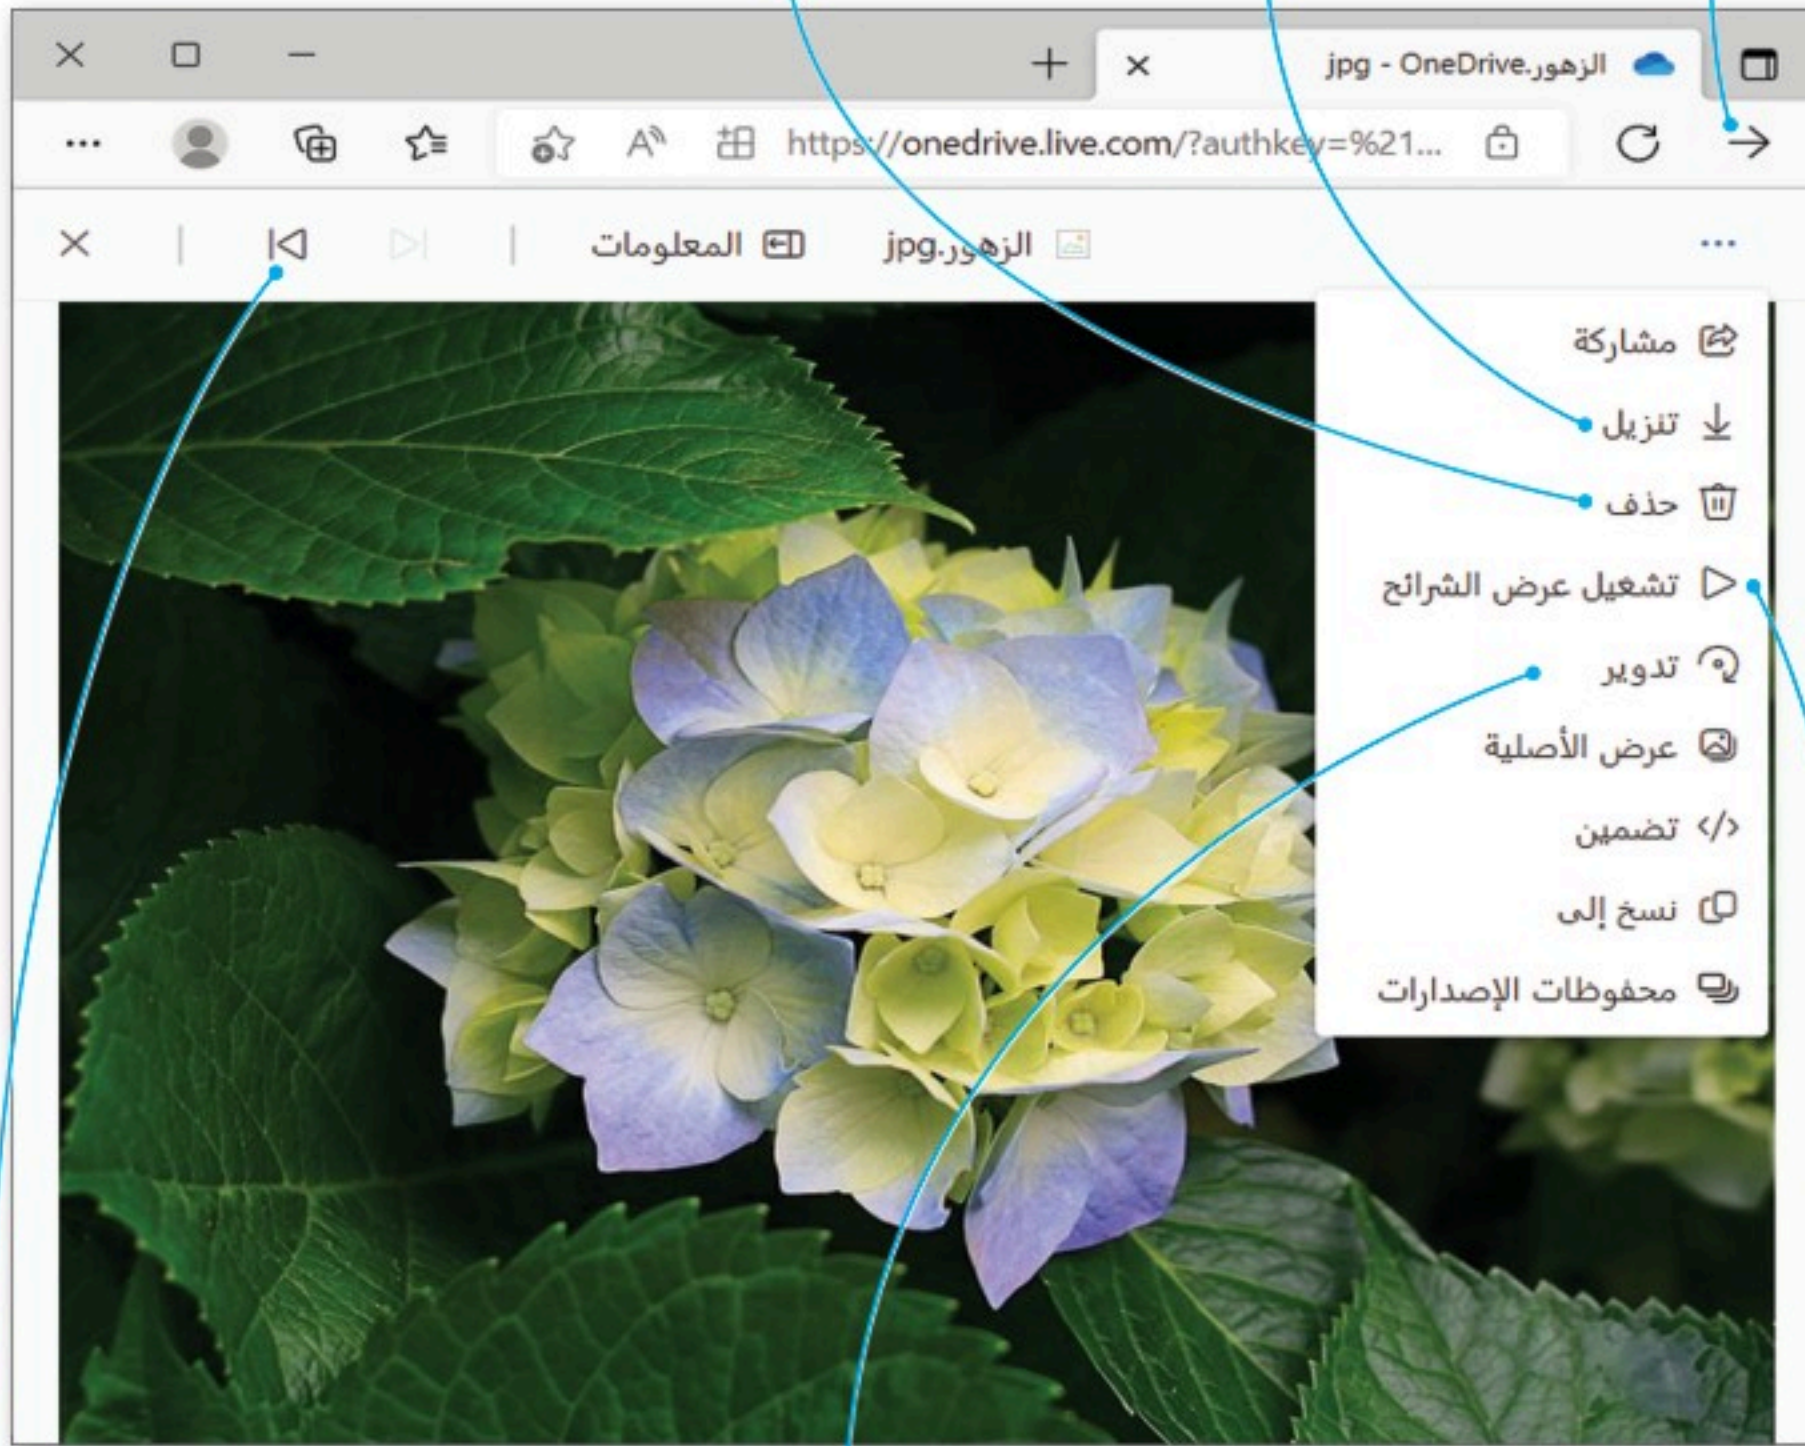 الزهور.jpg - OneDrive
https://onedrive.live.com/?authkey=%21...
الزهور.jpg
المعلومات
مشاركة
تنزيل
حذف
تشغيل عرض الشرائح
تدوير
عرض الأصلية
تضمين
نسخ إلى
محفوظات الإصدارات